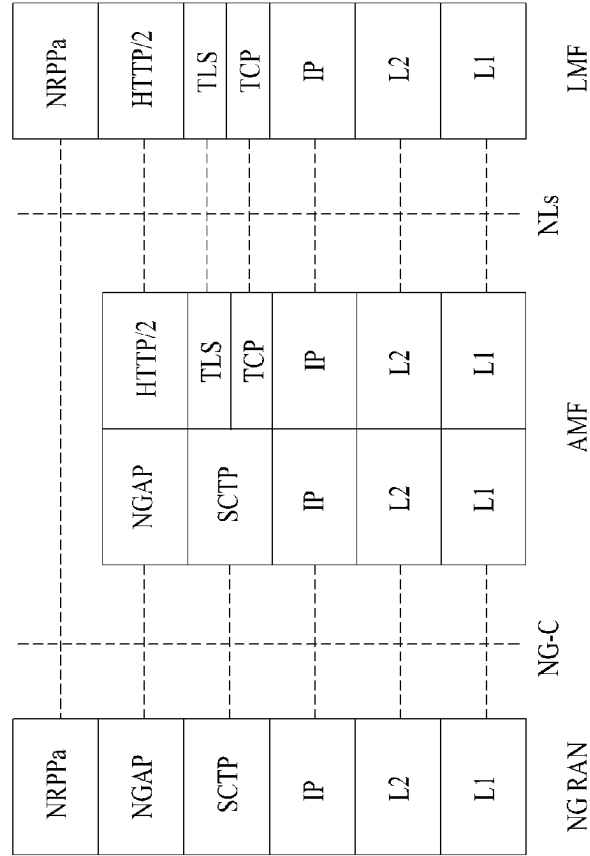 NRPPa
NGAP
SCTP
IP
L2
L1
NG RAN
NG-C
NGAP
SCTP
IP
L2
L1
HTTP/2
TLS
TCP
IP
L2
L1
AMF
NLs
NRPPa
HTTP/2
TLS
TCP
IP
L2
L1
LMF